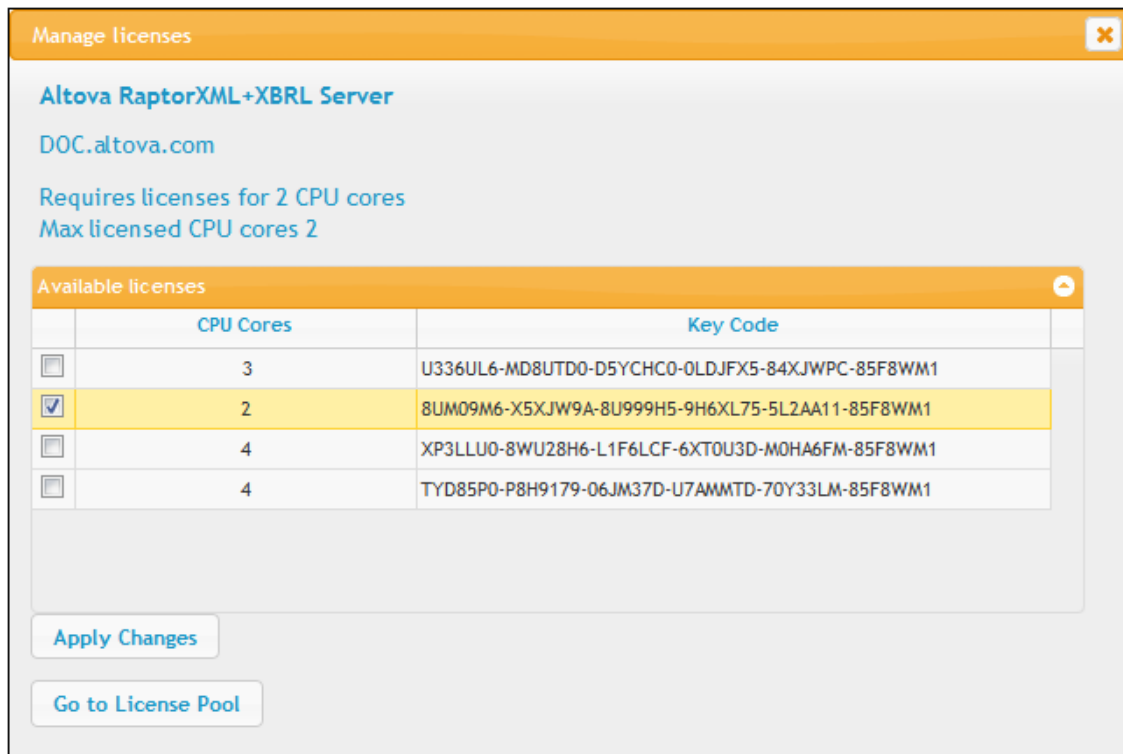 Manage licenses
Altova RaptorXML+XBRL Server
DOC.altova.com
Requires licenses for 2 CPU cores
Max licensed CPU cores 2
Available licenses
CPU Cores Key Code
3 U336UL6-MD8UTD0-D5YCHC0-0LDJFX5-84XJWPC-85F8WM1
2 8UM09M6-X5XJW9A-8U999H5-9H6XL75-5L2AA11-85F8WM1
4 XP3LLU0-8WU28H6-L1F6LCF-6XT0U3D-M0HA6FM-85F8WM1
4 TYD85P0-P8H9179-06JM37D-U7AMMTD-70Y33LM-85F8WM1
Apply Changes
Go to License Pool